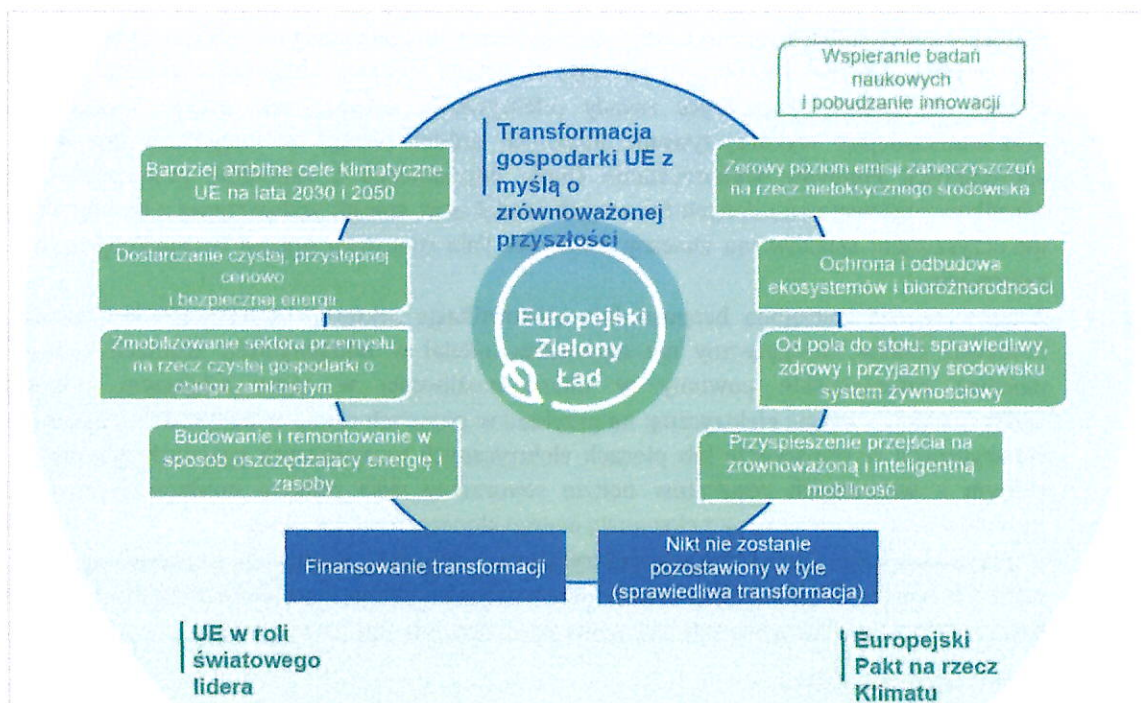 Wspieranie badań
naukowych
i pobudzanie innowacji
Transformacja
gospodarki UE z
myślą o
zrównoważonej
przyszłości
Bardziej ambitne cele klimatyczne
UE na lata 2030 i 2050
Zerowy poziom emisji zanieczyszczeń
na rzecz nietoksycznego środowiska
Dostarczanie czystej, przystępnej
cenowo
i bezpiecznej energii
Ochrona i odbudowa
ekosystemów i bioróżnorodności
Europejski
Zielony
Ład
Zmobilizowanie sektora przemysłu
na rzecz czystej gospodarki o
obiegu zamkniętym
Od pola do stołu: sprawiedliwy,
zdrowy i przyjazny środowisku
system żywnościowy
Budowanie i remontowanie w
sposób oszczędzający energię i
zasoby
Przyspieszenie przejścia na
zrównoważoną i inteligentną
mobilność
Finansowanie transformacji
Nikt nie zostanie
pozostawiony w tyle
(sprawiedliwa transformacja)
UE w roli
światowego
lidera
Europejski
Pakt na rzecz
Klimatu